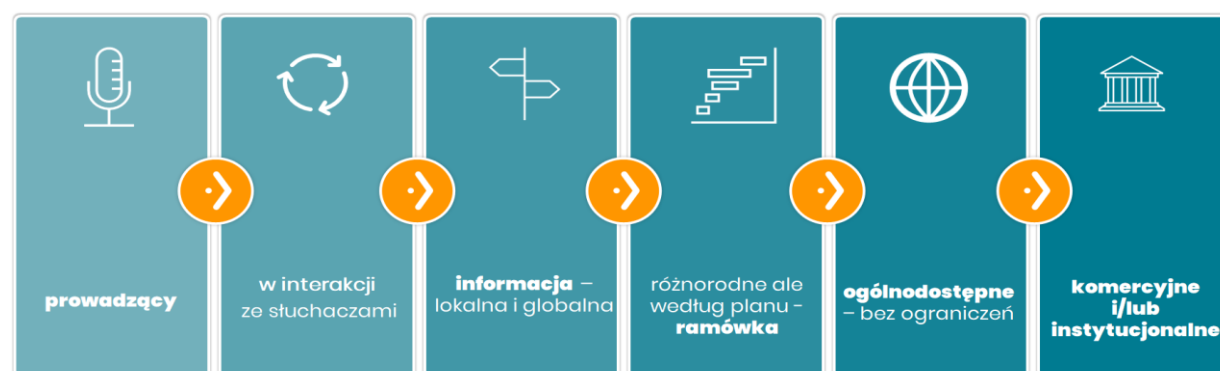 prowadzący
w interakcji
ze słuchaczami
informacja –
lokalna i globalna
różnorodne ale
według planu -
ramówka
ogólnodostępne
– bez ograniczeń
komercyjne
i/lub
instytucjonalne